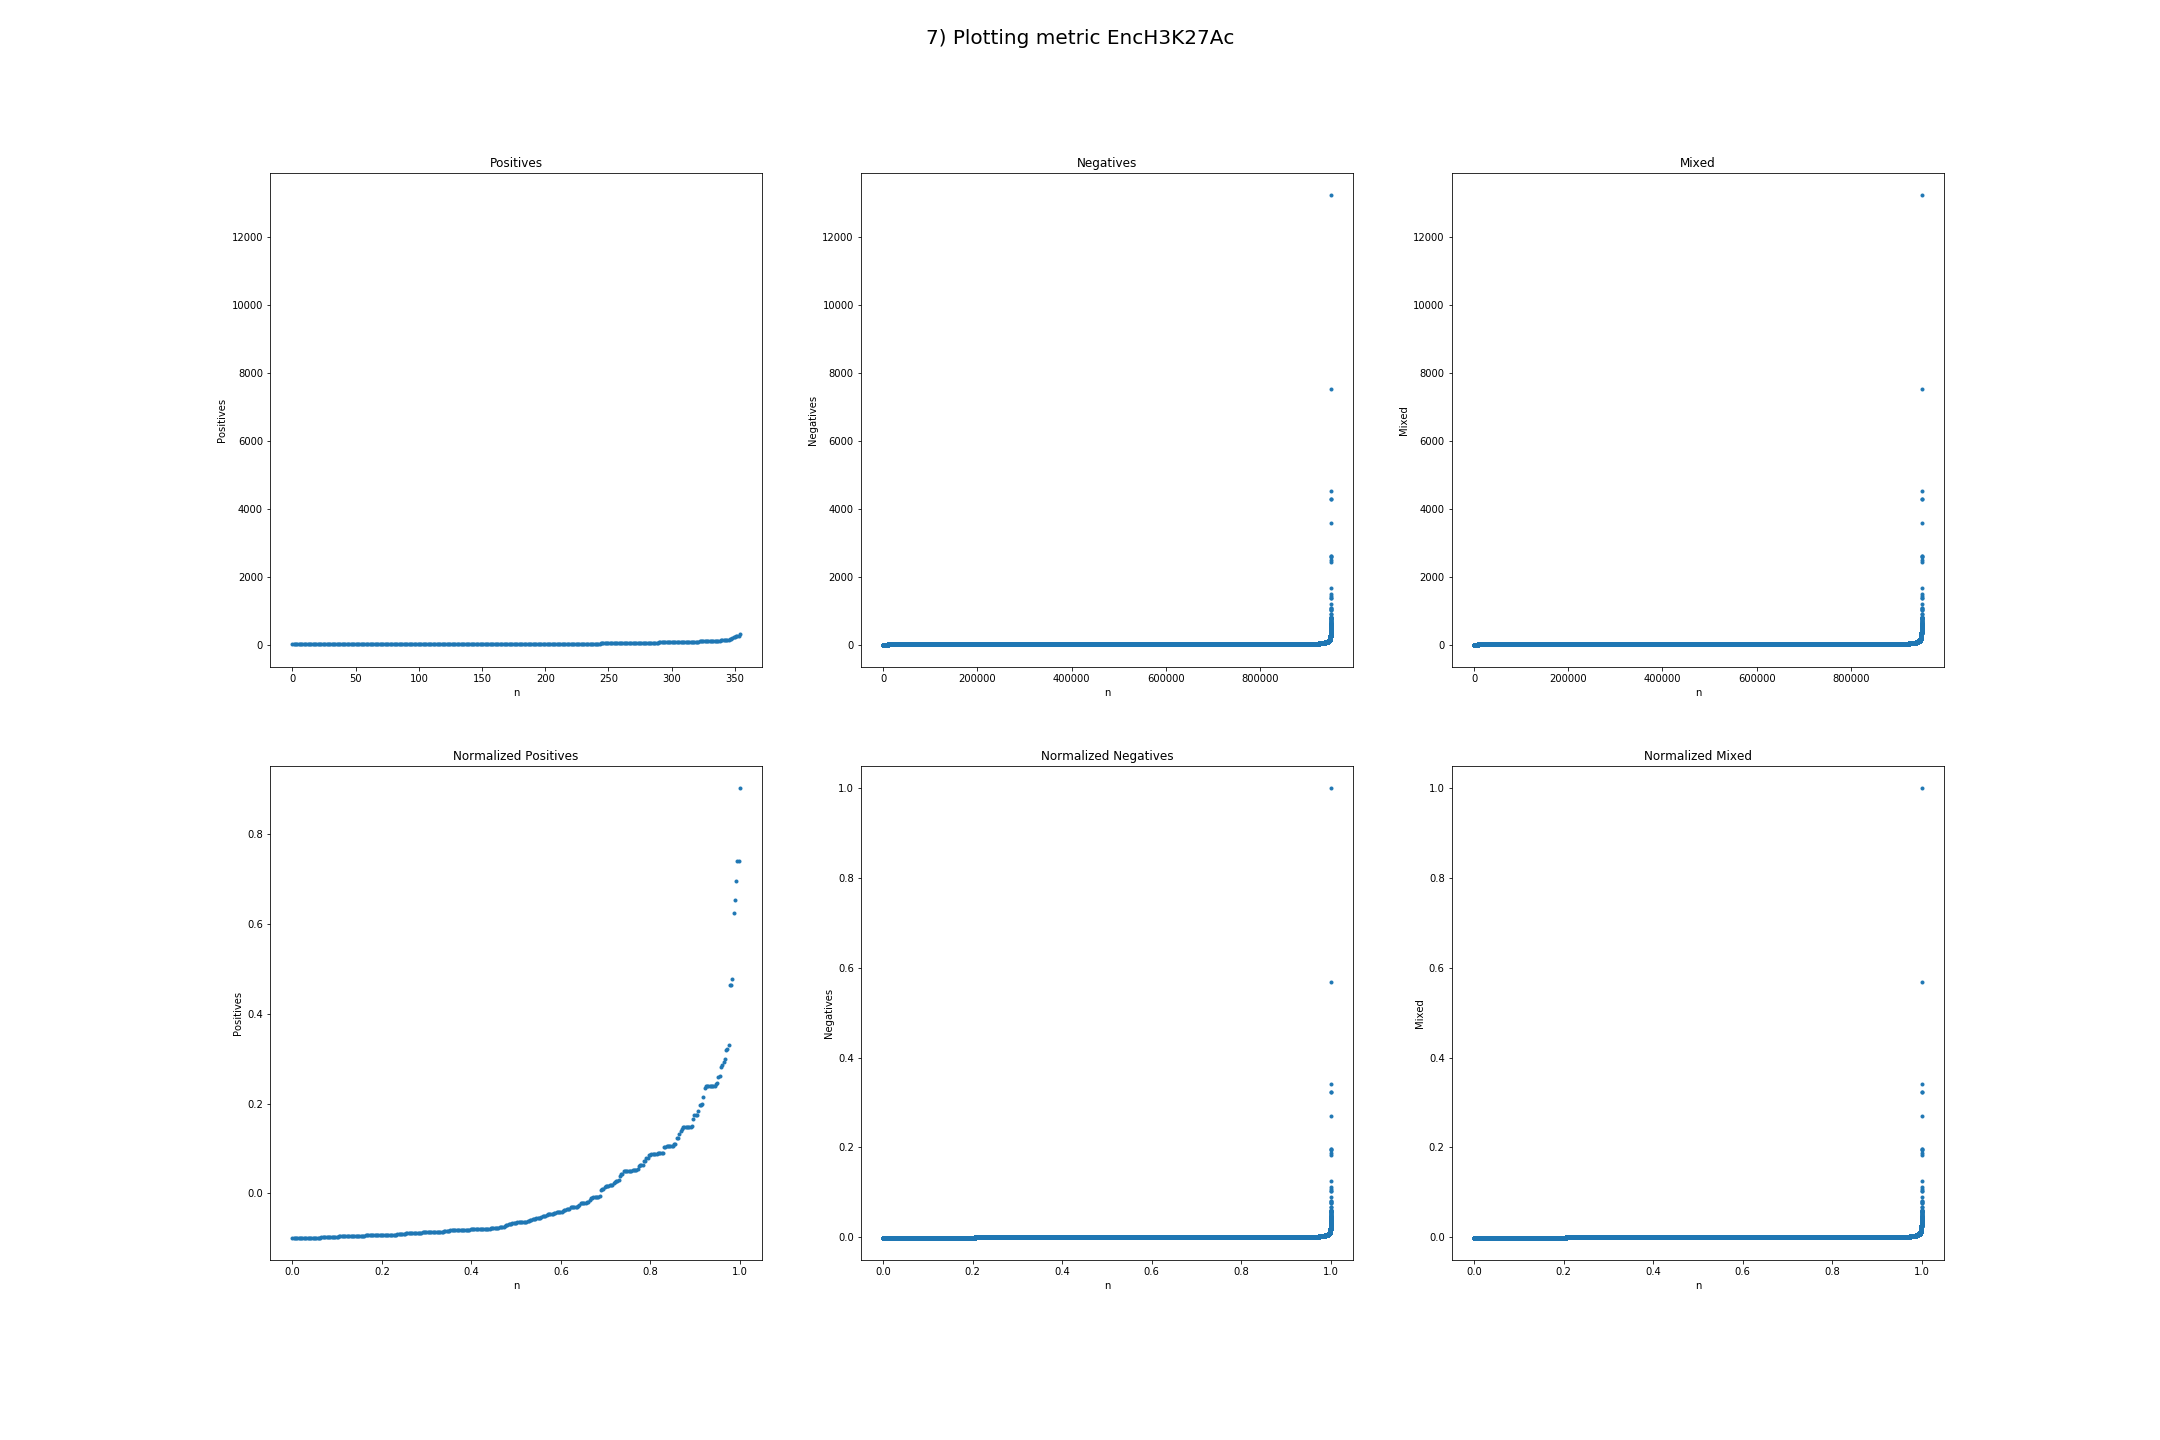 7) Plotting metric EncH3K27Ac
Positives
Negatives
Mixed
12000
10000
8000
6000
4000
2000
0
Positives
0 50 100 150 200 250 300 350
n
12000
10000
8000
6000
4000
2000
0
Negatives
0 200000 400000 600000 800000
n
12000
10000
8000
6000
4000
2000
0
Mixed
0 200000 400000 600000 800000
n
Normalized Positives
Normalized Negatives
Normalized Mixed
0.8
0.6
0.4
0.2
0.0
Positives
0.0 0.2 0.4 0.6 0.8 1.0
n
1.0
0.8
0.6
0.4
0.2
0.0
Negatives
0.0 0.2 0.4 0.6 0.8 1.0
n
1.0
0.8
0.6
0.4
0.2
0.0
Mixed
0.0 0.2 0.4 0.6 0.8 1.0
n